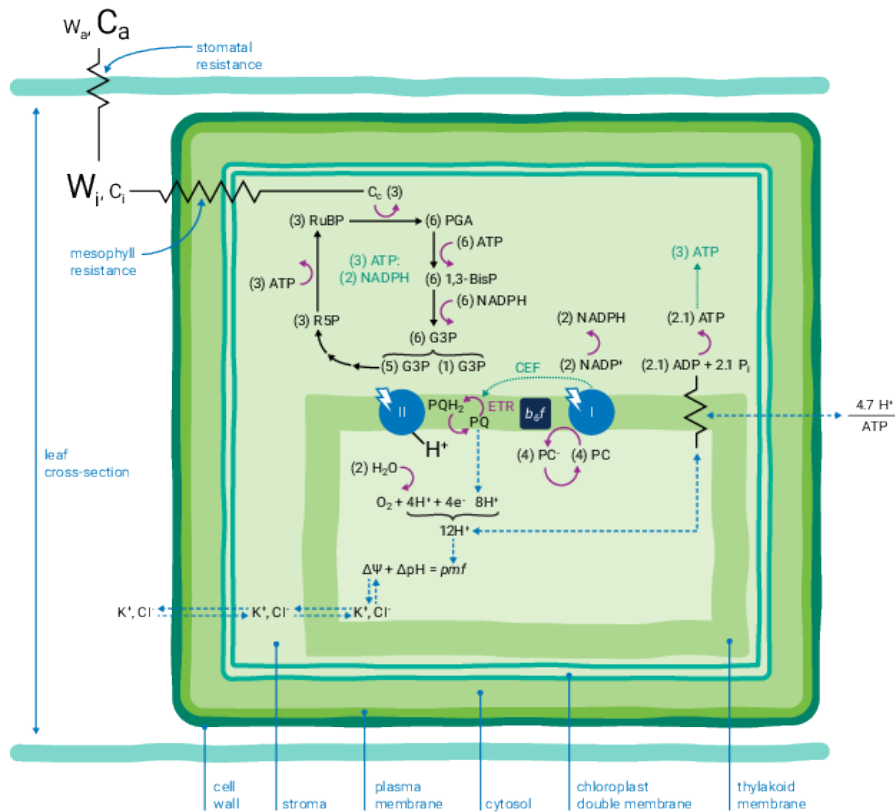 Wₐ, Cₐ
stomatal
resistance
Wᵢ, Cᵢ
C꜀ (3)
mesophyll
resistance
(3) RuBP
(6) PGA
(6) ATP
(3) ATP:
(2) NADPH
(3) ATP
(6) 1,3-BisP
(3) ATP
(6) NADPH
(2) NADPH
(2.1) ATP
(3) R5P
(6) G3P
(5) G3P (1) G3P
CEF
(2) NADP⁺
(2.1) ADP + 2.1 Pᵢ
II
PQH₂
ETR
PQ
b₆f
I
4.7 H⁺
ATP
H⁺
(4) PC⁻
(4) PC
leaf
cross-section
(2) H₂O
O₂ + 4H⁺ + 4e⁻ 8H⁺
12H⁺
ΔΨ + ΔpH = pmf
K⁺, Cl⁻
K⁺, Cl⁻
K⁺, Cl⁻
cell
wall
stroma
plasma
membrane
cytosol
chloroplast
double membrane
thylakoid
membrane